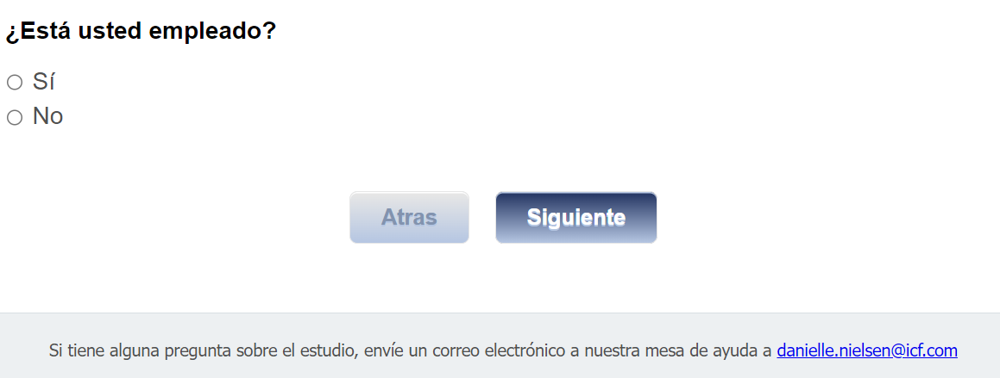 ¿Está usted empleado?
Sí
No
Atras
Siguiente
Si tiene alguna pregunta sobre el estudio, envíe un correo electrónico a nuestra mesa de ayuda a danielle.nielsen@icf.com